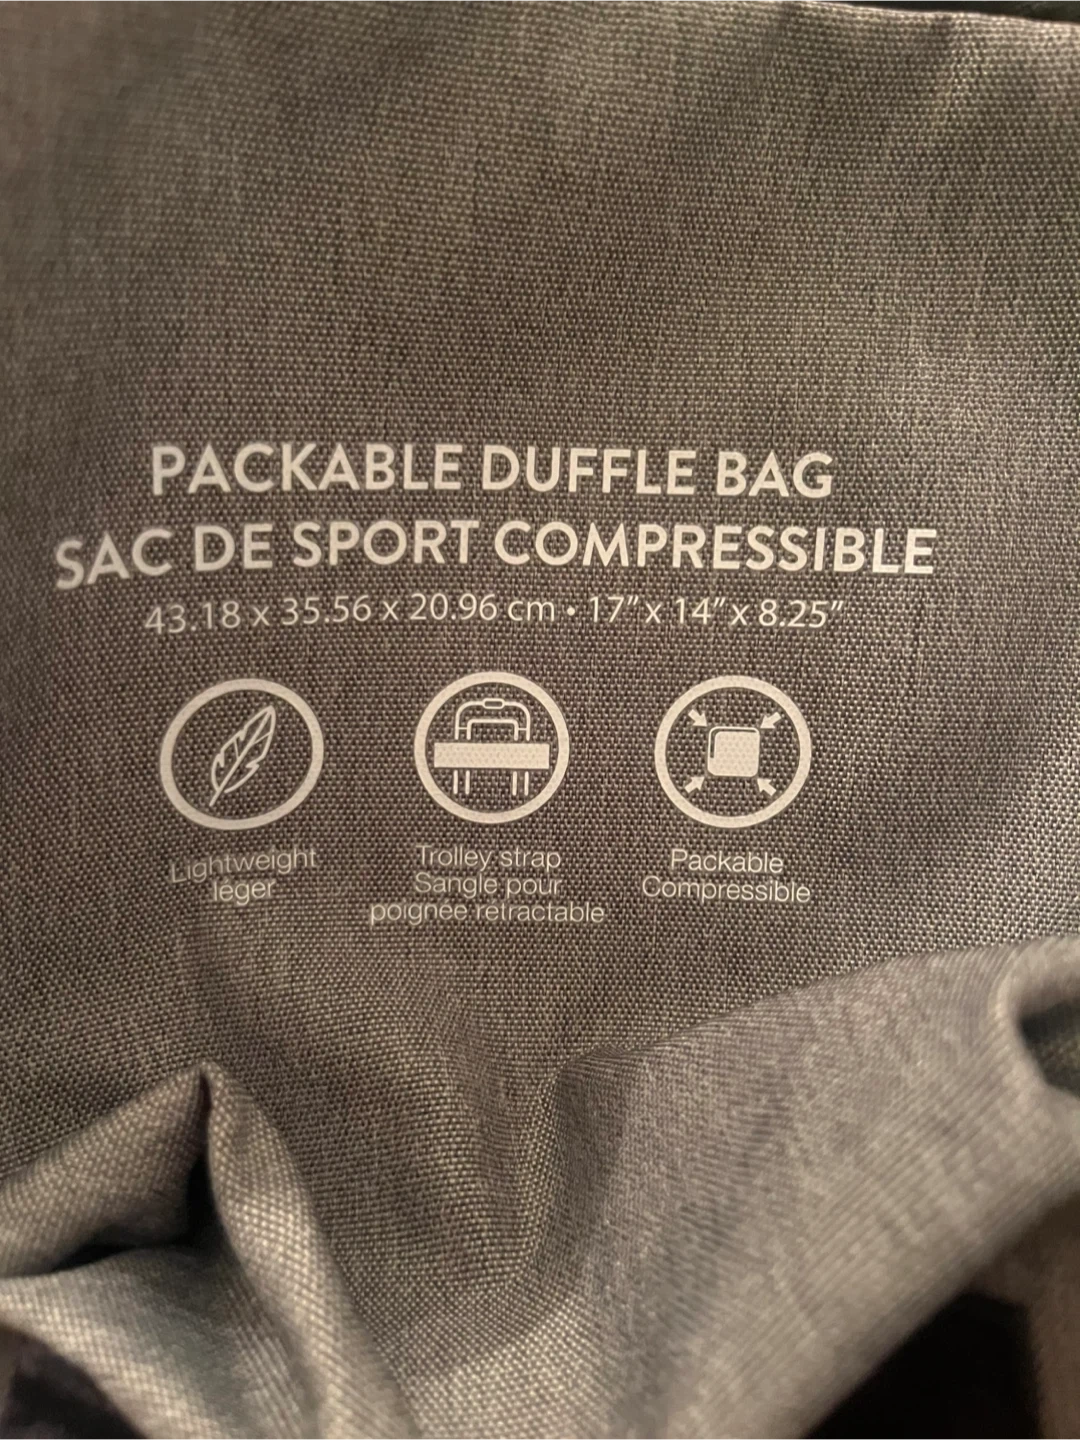 PACKABLE DUFFLE BAG
SAC DE SPORT COMPRESSIBLE
43.18 x 35.56 x 20.96 cm • 17" x 14" x 8.25"
Lightweight
léger
Trolley strap
Sangle pour
poignée rétractable
Packable
Compressible